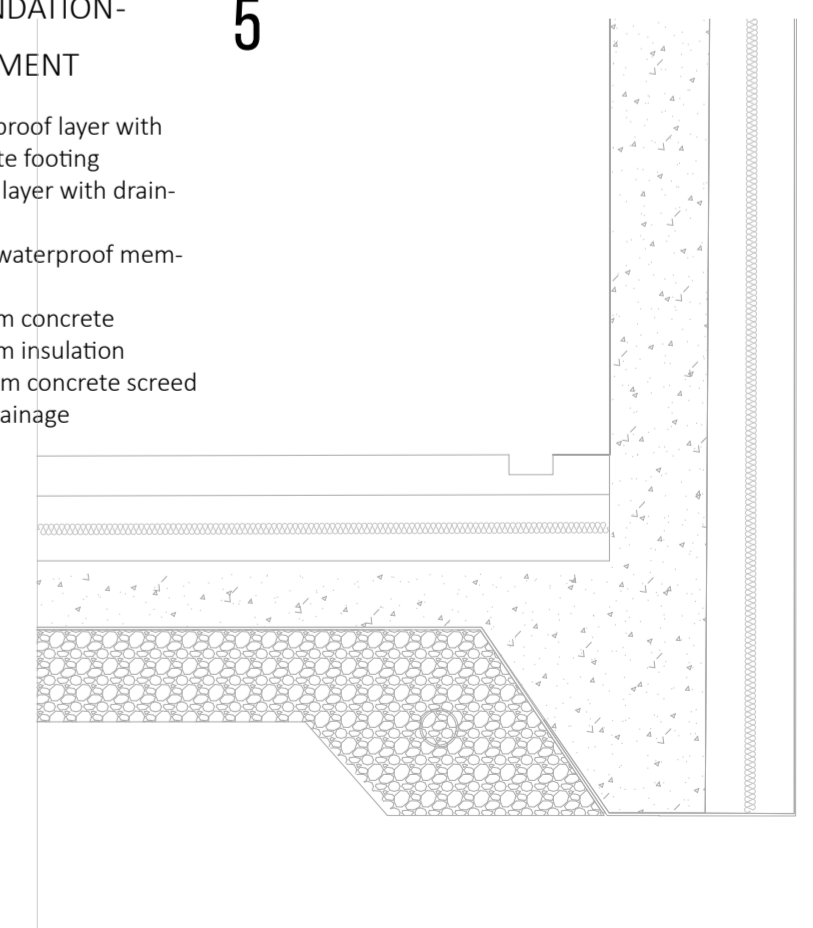 NDATION-
5
MENT
proof layer with
te footing
layer with drain-
waterproof mem-
m concrete
m insulation
m concrete screed
ainage